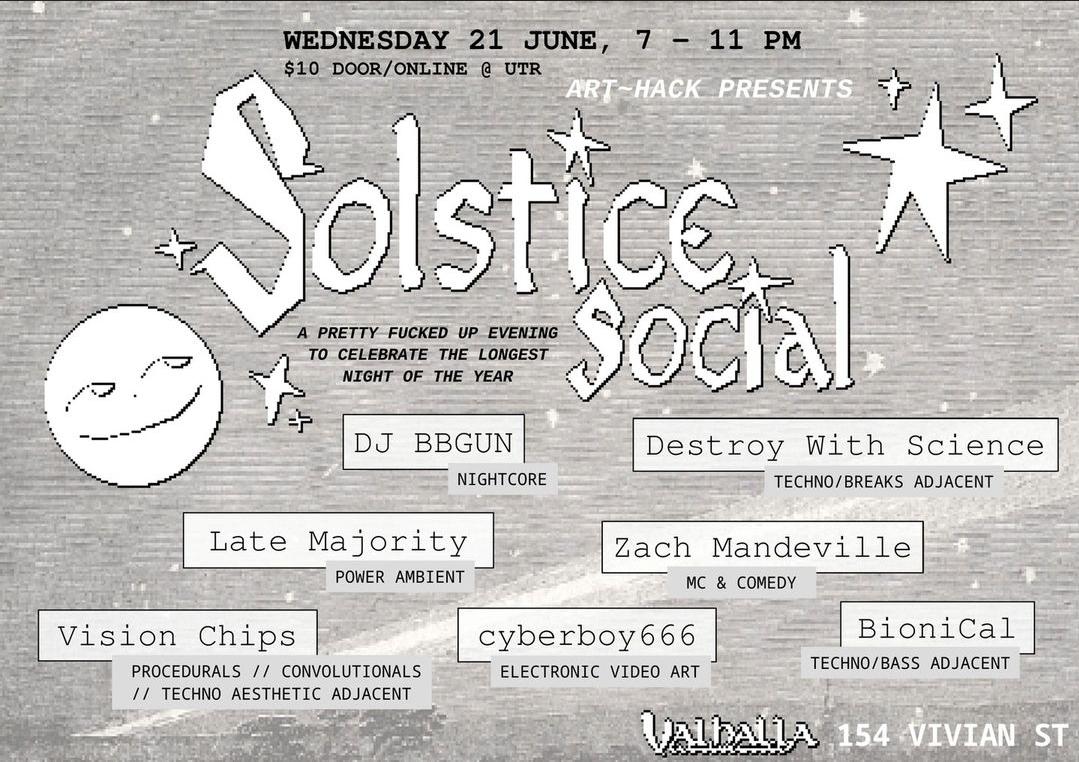 WEDNESDAY 21 JUNE, 7 – 11 PM
$10 DOOR/ONLINE @ UTR
ART~HACK PRESENTS
Solstice
Social
A PRETTY FUCKED UP EVENING
TO CELEBRATE THE LONGEST
NIGHT OF THE YEAR
DJ BBGUN
NIGHTCORE
Destroy With Science
TECHNO/BREAKS ADJACENT
Late Majority
POWER AMBIENT
Zach Mandeville
MC & COMEDY
Vision Chips
PROCEDURALS // CONVOLUTIONALS
// TECHNO AESTHETIC ADJACENT
cyberboy666
ELECTRONIC VIDEO ART
BioniCal
TECHNO/BASS ADJACENT
Valhalla 154 VIVIAN ST